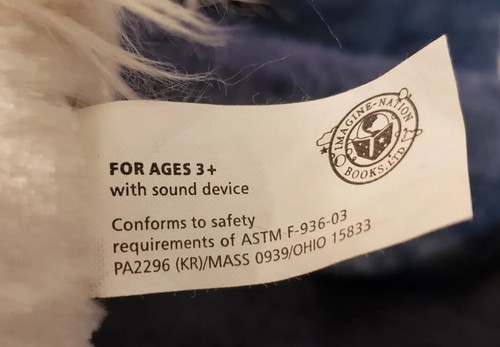 IMAGINE-NATION
BOOKS, LTD
FOR AGES 3+
with sound device
Conforms to safety
requirements of ASTM F-936-03
PA2296 (KR)/MASS 0939/OHIO 15833